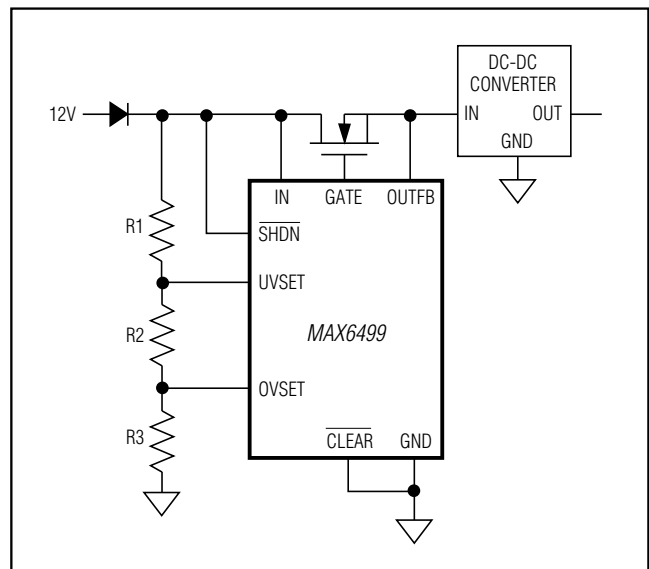 DC-DC
CONVERTER
12V
IN
OUT
GND
IN
GATE
OUTFB
R1
SHDN
UVSET
R2
MAX6499
OVSET
R3
CLEAR
GND